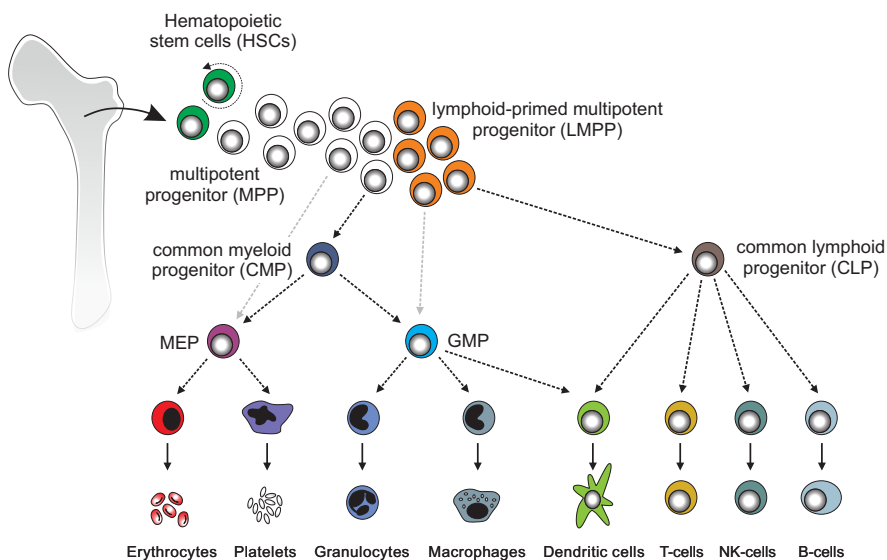 Hematopoietic
stem cells (HSCs)
lymphoid-primed multipotent
progenitor (LMPP)
multipotent
progenitor (MPP)
common myeloid
progenitor (CMP)
common lymphoid
progenitor (CLP)
MEP
GMP
Erythrocytes
Platelets
Granulocytes
Macrophages
Dendritic cells
T-cells
NK-cells
B-cells